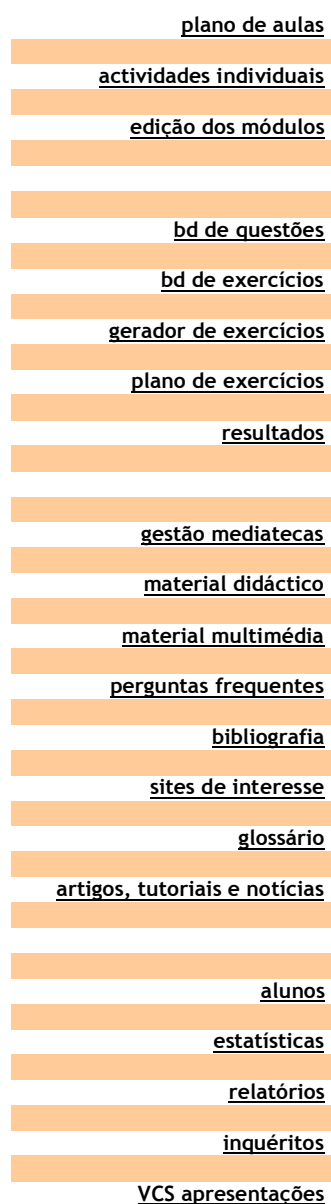 plano de aulas
actividades individuais
edição dos módulos
bd de questões
bd de exercícios
gerador de exercícios
plano de exercícios
resultados
gestão mediatecas
material didáctico
material multimédia
perguntas frequentes
bibliografia
sites de interesse
glossário
artigos, tutoriais e notícias
alunos
estatísticas
relatórios
inquéritos
VCS apresentações